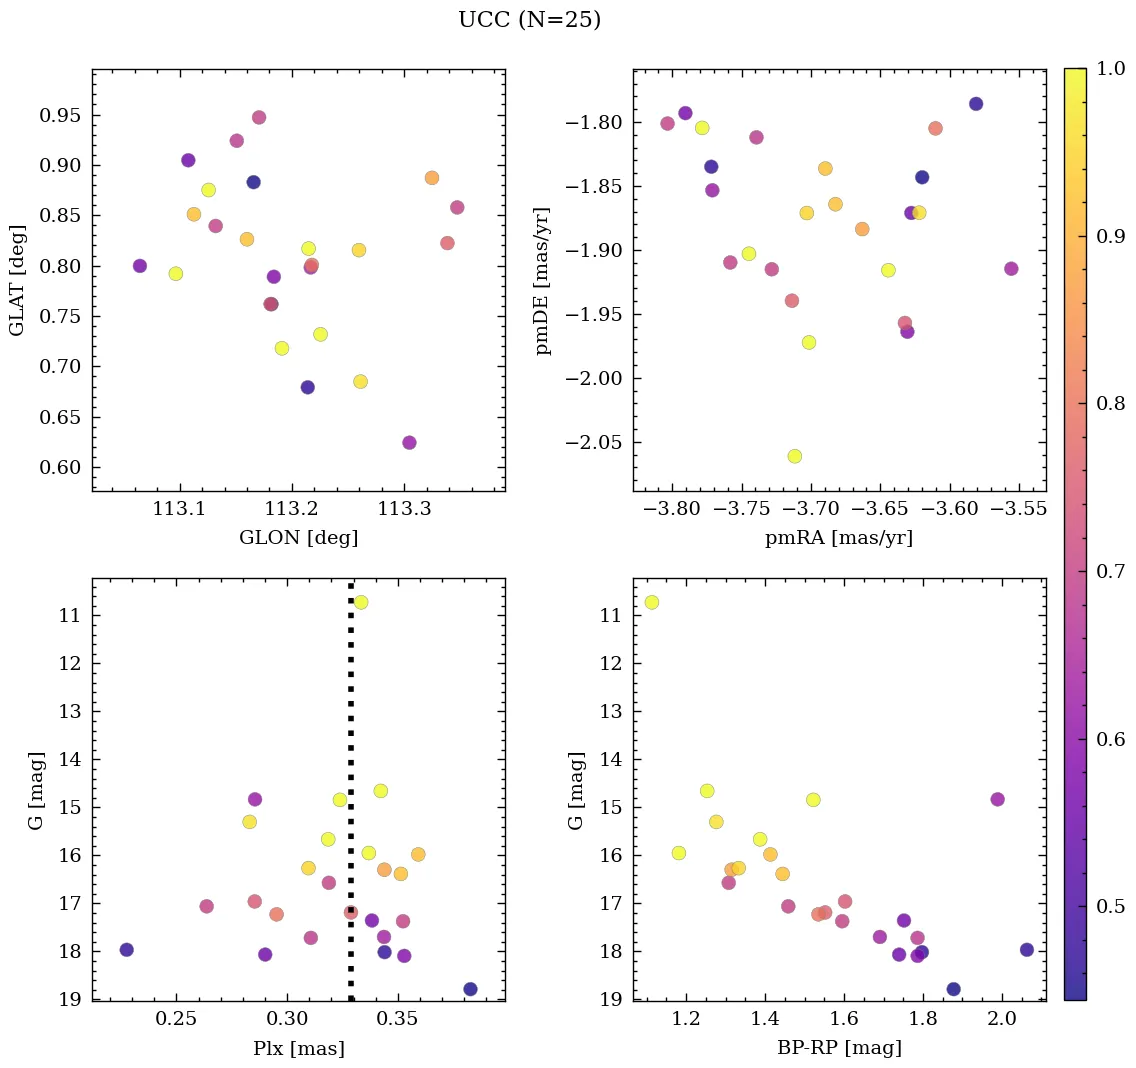 UCC (N=25)
0.95
0.90
0.85
0.80
0.75
0.70
0.65
0.60
GLAT [deg]
113.1 113.2 113.3
GLON [deg]
−1.80
−1.85
−1.90
−1.95
−2.00
−2.05
pmDE [mas/yr]
−3.80 −3.75 −3.70 −3.65 −3.60 −3.55
pmRA [mas/yr]
11
12
13
14
15
16
17
18
19
G [mag]
0.25 0.30 0.35
Plx [mas]
11
12
13
14
15
16
17
18
19
G [mag]
1.2 1.4 1.6 1.8 2.0
BP-RP [mag]
1.0
0.9
0.8
0.7
0.6
0.5